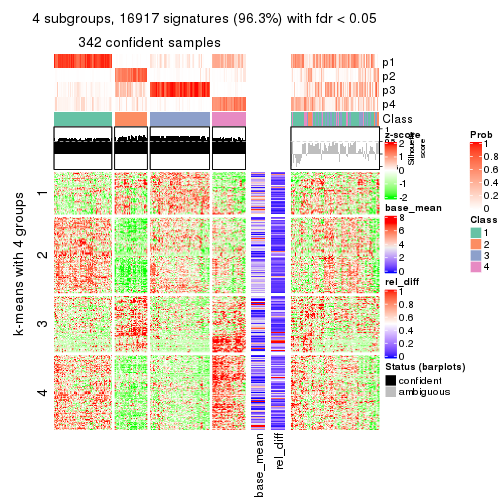 4 subgroups, 16917 signatures (96.3%) with fdr < 0.05
342 confident samples
p1
p2
p3
p4
Class
1
Silhouette
score
k-means with 4 groups
1
2
3
4
base_mean
rel_diff
z-score
2
1
0
-1
-2
base_mean
8
6
4
2
0
rel_diff
1
0.8
0.6
0.4
0.2
0
Status (barplots)
confident
ambiguous
Prob
1
0.8
0.6
0.4
0.2
0
Class
1
2
3
4